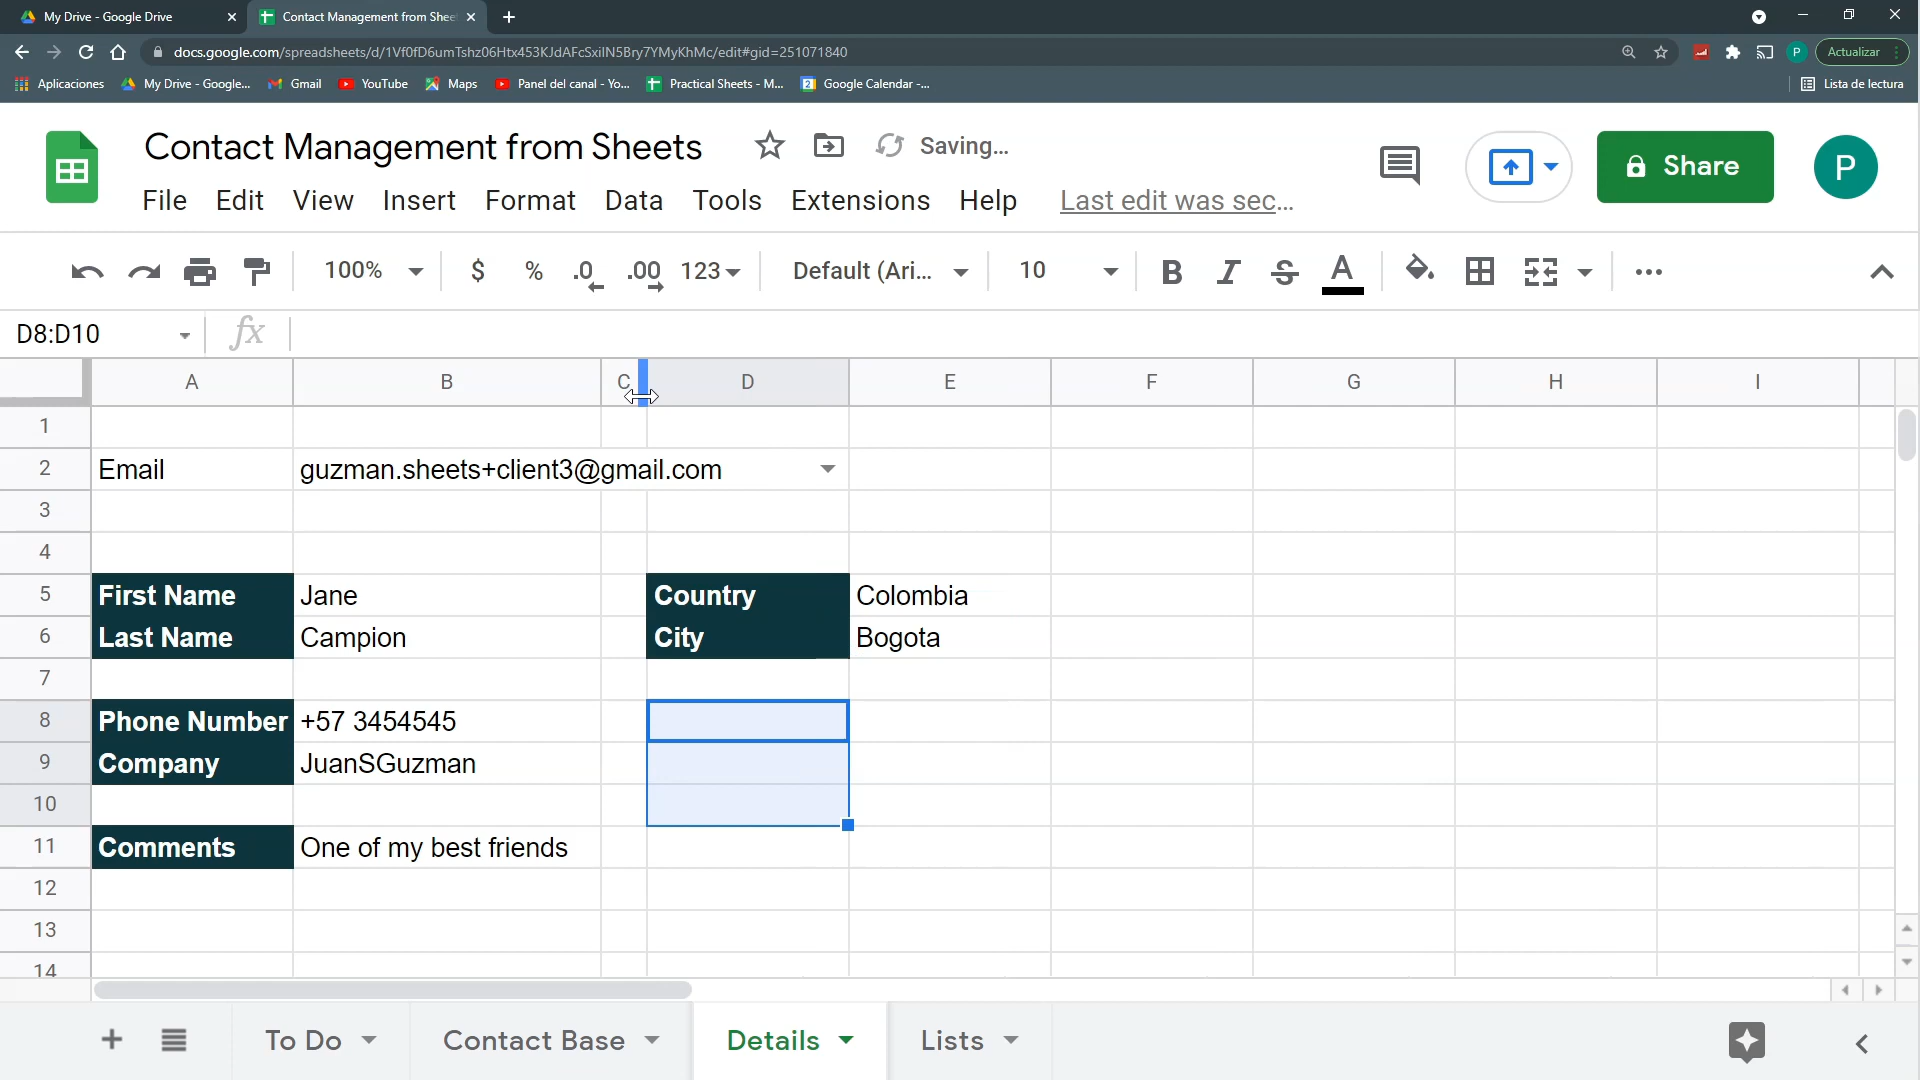 My Drive - Google Drive
Contact Management from Shee
docs.google.com/spreadsheets/d/1Vf0fD6umTshz06Htx453KJdAFcSxiIN5Bry7YMyKhMc/edit#gid=251071840
P
Actualizar
Aplicaciones
My Drive - Google...
Gmail
YouTube
Maps
Panel del canal - Yo...
Practical Sheets - M...
Google Calendar -...
Lista de lectura
Contact Management from Sheets
Saving...
Share
P
File Edit View Insert Format Data Tools Extensions Help Last edit was sec...
100% $ % .0 .00 123 Default (Ari... 10 B I S A
D8:D10 fx
A B C D E F G H I
1
2 Email guzman.sheets+client3@gmail.com
3
4
5 First Name Jane Country Colombia
6 Last Name Campion City Bogota
7
8 Phone Number +57 3454545
9 Company JuanSGuzman
10
11 Comments One of my best friends
12
13
14
To Do Contact Base Details Lists